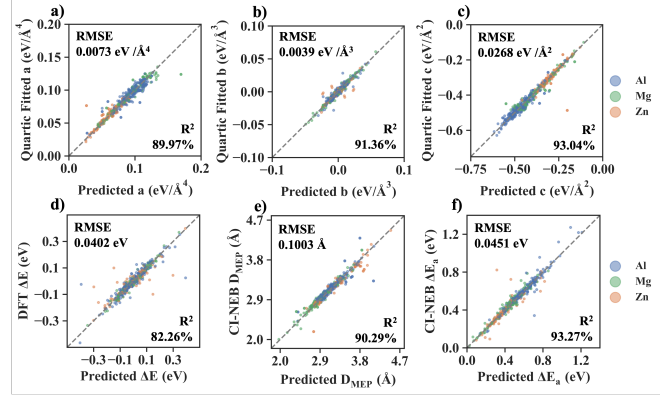 a)
RMSE
0.0073 eV /Å⁴
R²
89.97%
Quartic Fitted a (eV/Å⁴)
0.20
0.15
0.10
0.05
0.00
0.0
0.1
0.2
Predicted a (eV/Å⁴)
b)
RMSE
0.0039 eV /Å³
R²
91.36%
Quartic Fitted b (eV/Å³)
0.10
0.05
0.00
−0.05
−0.10
−0.1
0.0
0.1
Predicted b (eV/Å³)
c)
RMSE
0.0268 eV /Å²
R²
93.04%
Quartic Fitted c (eV/Å²)
0.0
−0.2
−0.4
−0.6
−0.75
−0.50
−0.25
0.00
Predicted c (eV/Å²)
Al
Mg
Zn
d)
RMSE
0.0402 eV
R²
82.26%
DFT ΔE (eV)
0.3
0.1
−0.1
−0.3
−0.3
−0.1
0.1
0.3
Predicted ΔE (eV)
e)
RMSE
0.1003 Å
R²
90.29%
CI-NEB D_MEP (Å)
4.7
3.8
2.9
2.0
2.0
2.9
3.8
4.7
Predicted D_MEP (Å)
f)
RMSE
0.0451 eV
R²
93.27%
CI-NEB ΔEₐ (eV)
1.2
0.8
0.4
0.0
0.0
0.4
0.8
1.2
Predicted ΔEₐ (eV)
Al
Mg
Zn